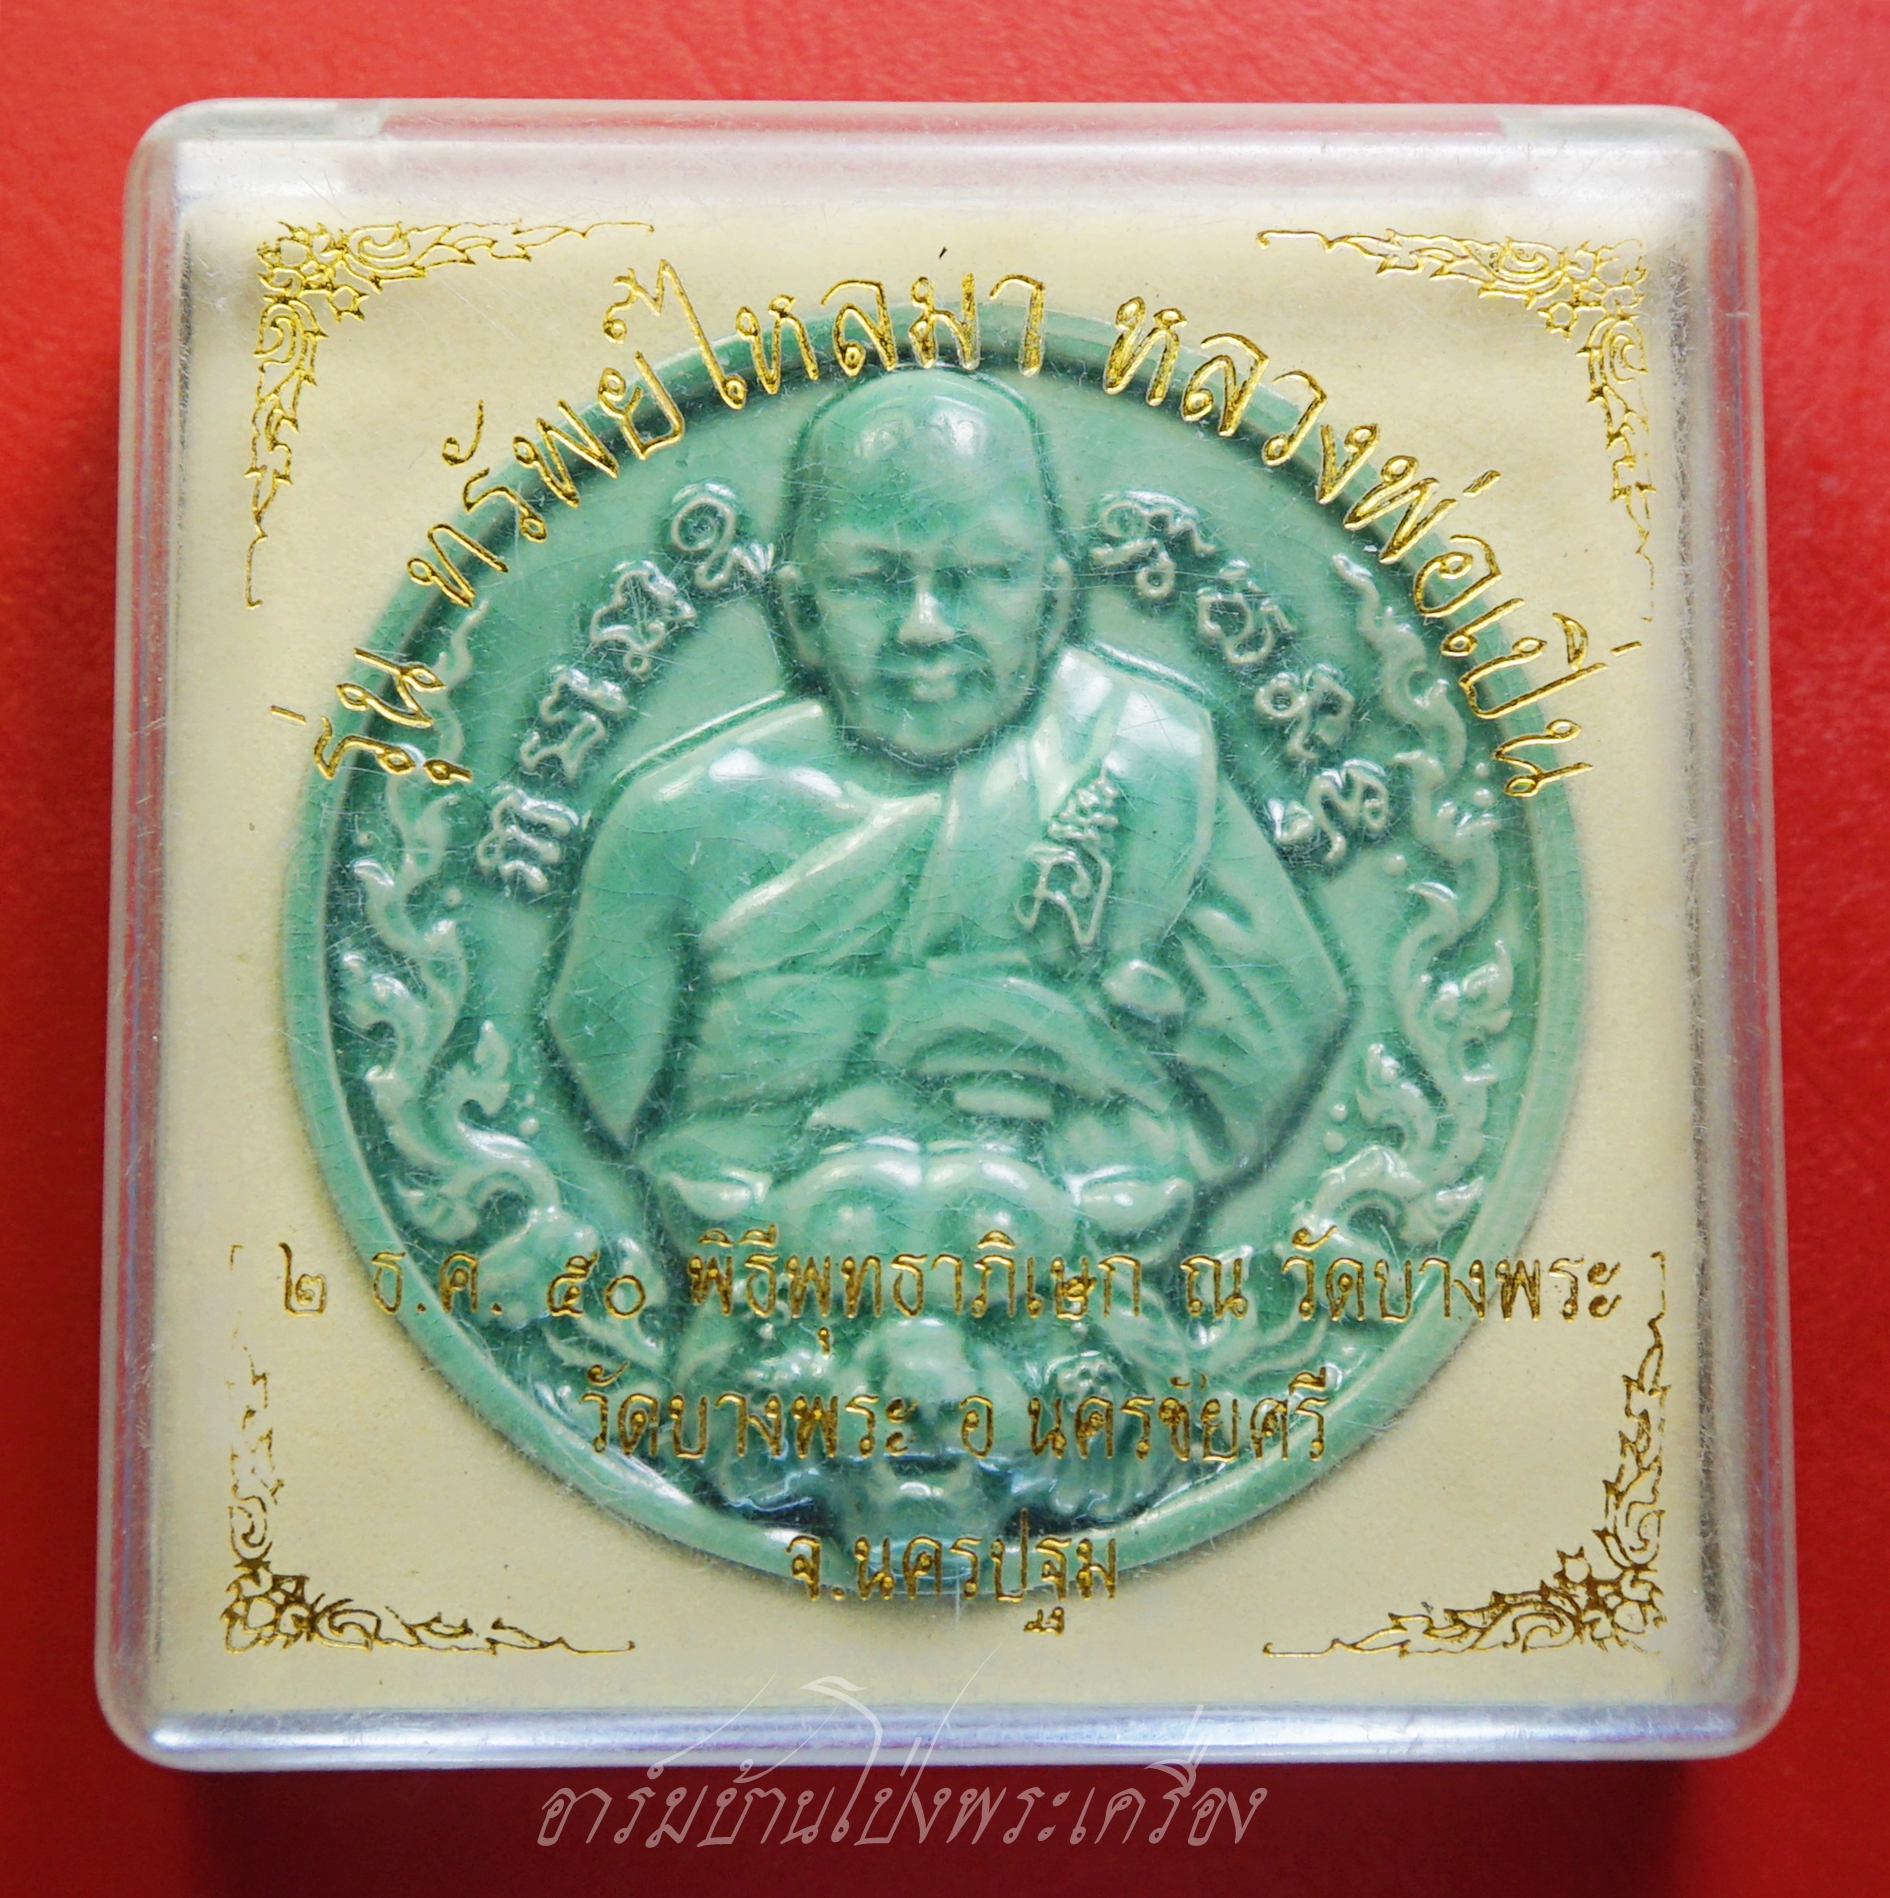 รุ่น ทรัพย์ไหลมา หลวงพ่อเปิ่น
๒ ธ.ค. ๕๐ พิธีพุทธาภิเษก ณ วัดบางพระ
วัดบางพระ อ นครชัยศรี
จ.นครปฐม
อาร์มบ้านโป่งพระเครื่อง